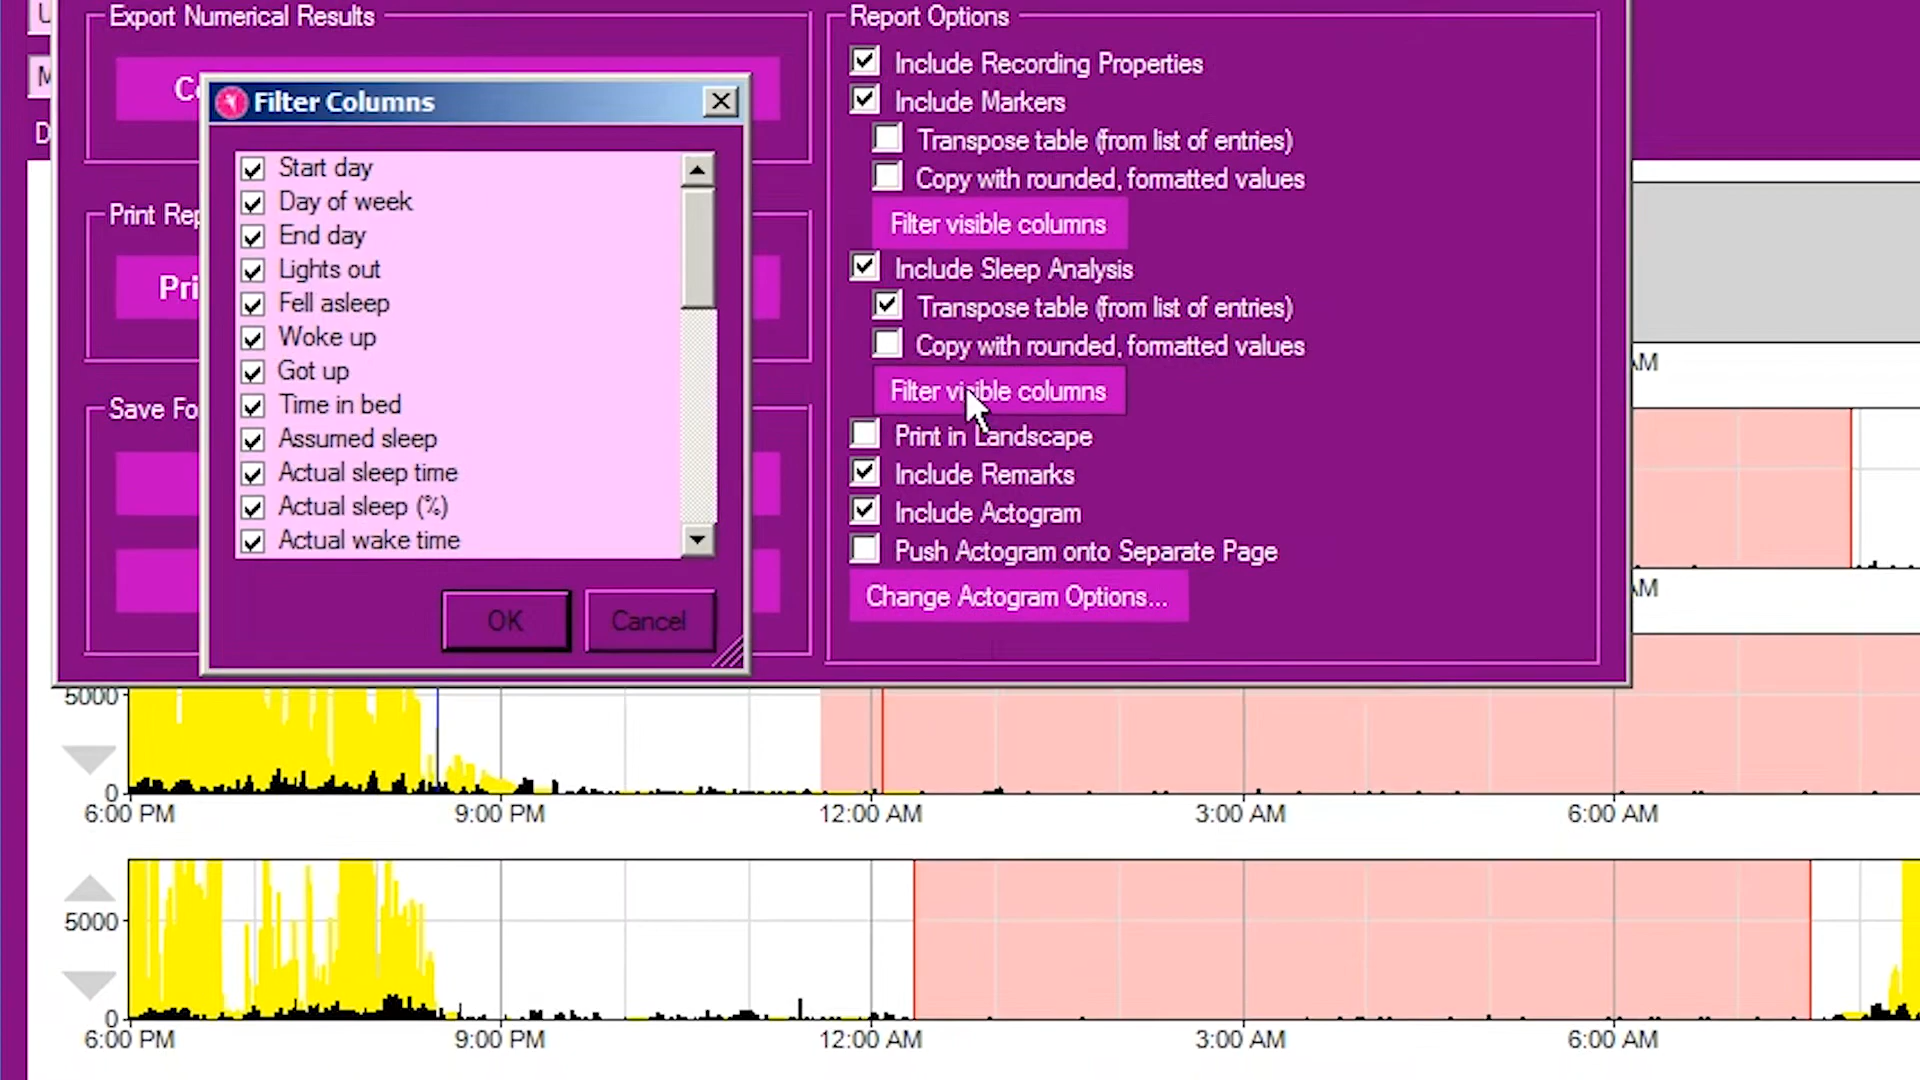 Export Numerical Results
Report Options
Include Recording Properties
Include Markers
Transpose table (from list of entries)
Copy with rounded, formatted values
Filter visible columns
Include Sleep Analysis
Transpose table (from list of entries)
Copy with rounded, formatted values
Filter visible columns
Print in Landscape
Include Remarks
Include Actogram
Push Actogram onto Separate Page
Change Actogram Options...
Filter Columns
Start day
Day of week
End day
Lights out
Fell asleep
Woke up
Got up
Time in bed
Assumed sleep
Actual sleep time
Actual sleep (%)
Actual wake time
OK
Cancel
Print Rep
Pri
Save Fo
5000
0
6:00 PM 9:00 PM 12:00 AM 3:00 AM 6:00 AM
5000
0
6:00 PM 9:00 PM 12:00 AM 3:00 AM 6:00 AM